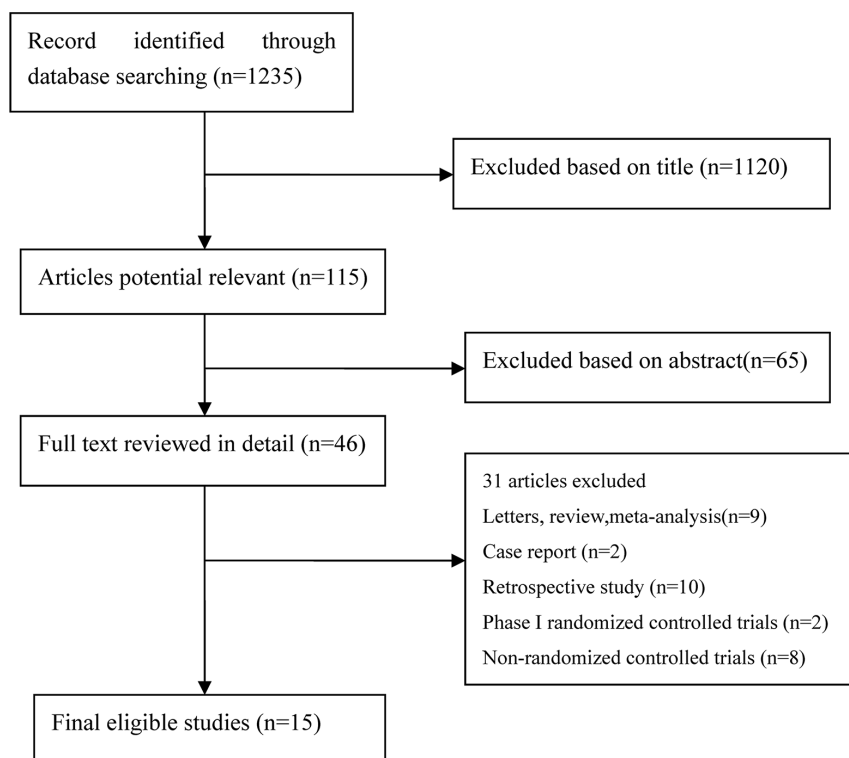 Record identified through
database searching (n=1235)
Excluded based on title (n=1120)
Articles potential relevant (n=115)
Excluded based on abstract(n=65)
Full text reviewed in detail (n=46)
31 articles excluded
Letters, review,meta-analysis(n=9)
Case report (n=2)
Retrospective study (n=10)
Phase I randomized controlled trials (n=2)
Non-randomized controlled trials (n=8)
Final eligible studies (n=15)